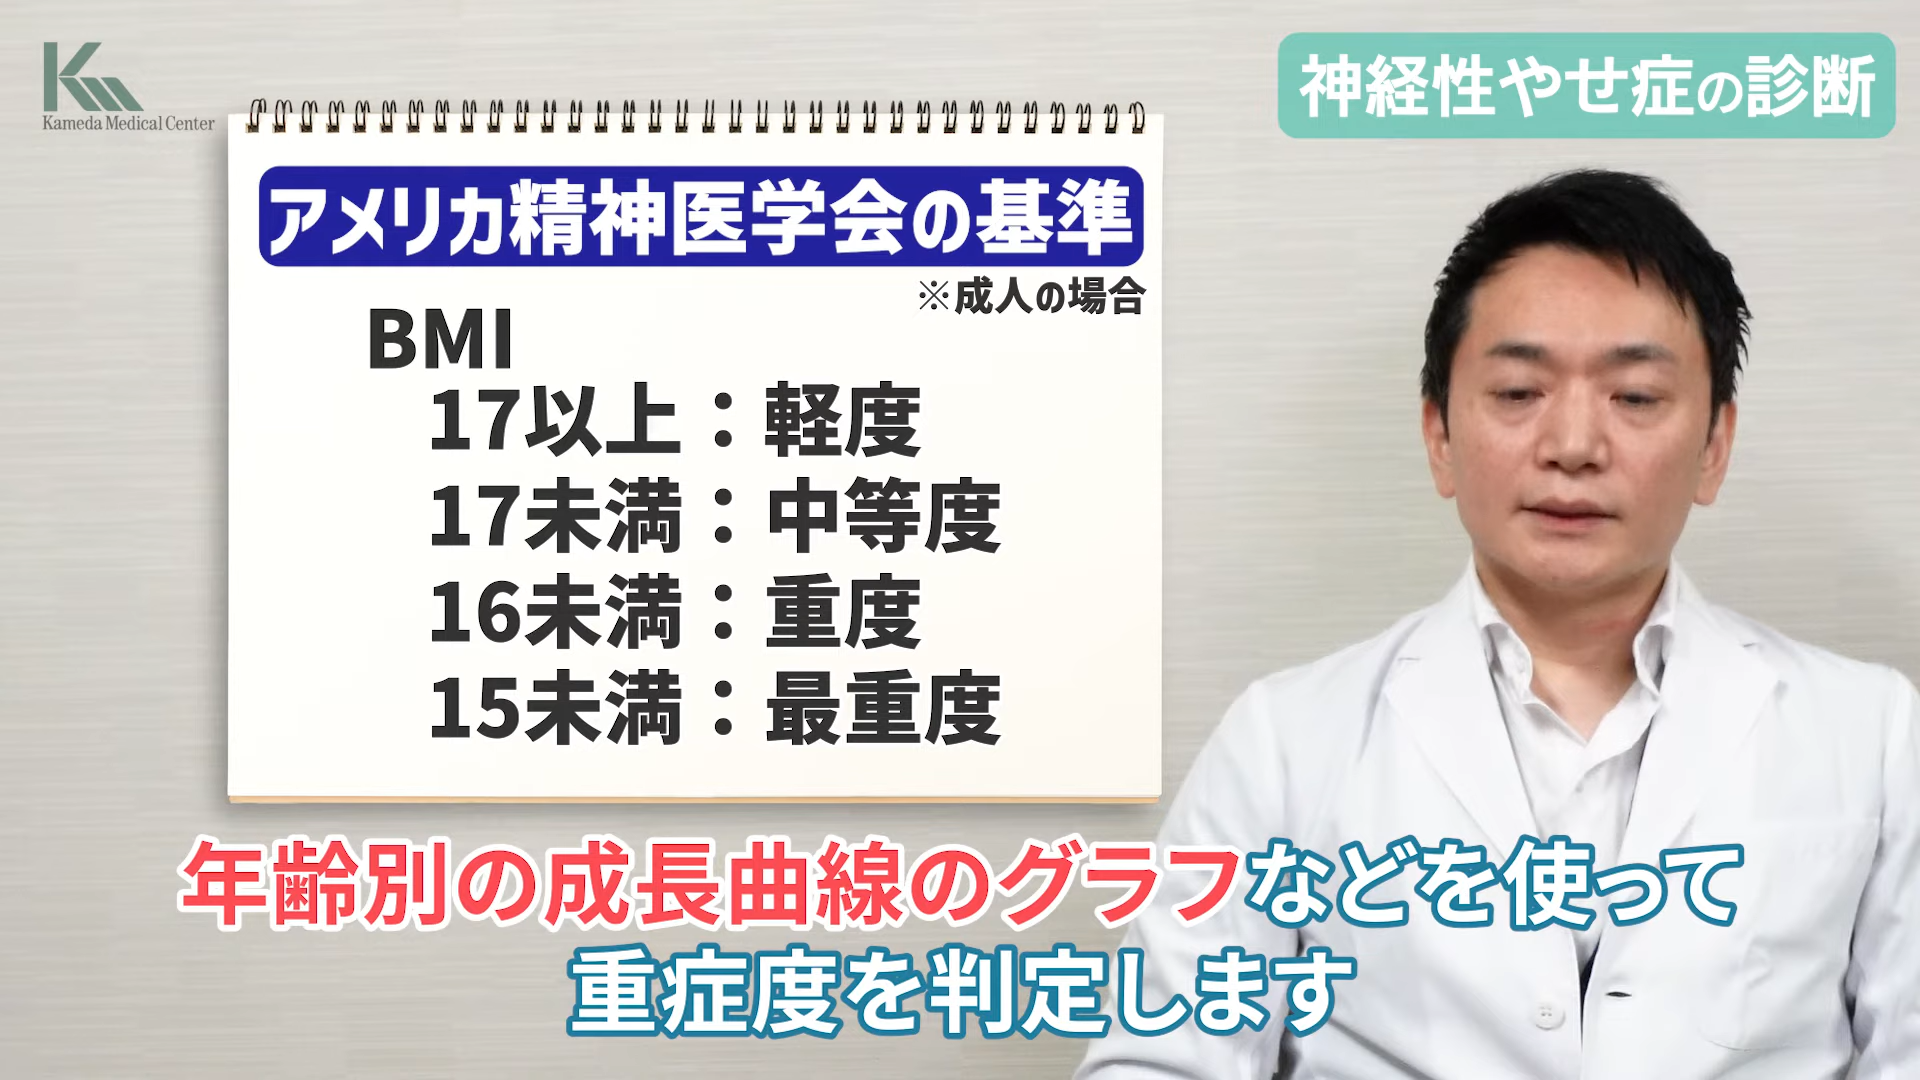 Kameda Medical Center
神経性やせ症の診断
アメリカ精神医学会の基準
※成人の場合
BMI
17以上：軽度
17未満：中等度
16未満：重度
15未満：最重度
年齢別の成長曲線のグラフなどを使って
重症度を判定します